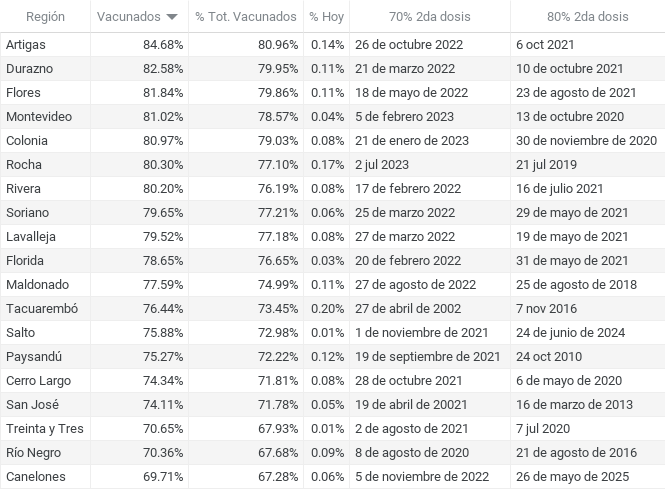 Región Vacunados % Tot. Vacunados % Hoy 70% 2da dosis 80% 2da dosis
Artigas 84.68% 80.96% 0.14% 26 de octubre 2022 6 oct 2021
Durazno 82.58% 79.95% 0.11% 21 de marzo 2022 10 de octubre 2021
Flores 81.84% 79.86% 0.11% 18 de mayo de 2022 23 de agosto de 2021
Montevideo 81.02% 78.57% 0.04% 5 de febrero 2023 13 de octubre 2020
Colonia 80.97% 79.03% 0.08% 21 de enero de 2023 30 de noviembre de 2020
Rocha 80.30% 77.10% 0.17% 2 jul 2023 21 jul 2019
Rivera 80.20% 76.19% 0.08% 17 de febrero 2022 16 de julio 2021
Soriano 79.65% 77.21% 0.06% 25 de marzo 2022 29 de mayo de 2021
Lavalleja 79.52% 77.18% 0.08% 27 de marzo 2022 19 de mayo de 2021
Florida 78.65% 76.65% 0.03% 20 de febrero 2022 31 de mayo de 2021
Maldonado 77.59% 74.99% 0.11% 27 de agosto de 2022 25 de agosto de 2018
Tacuarembó 76.44% 73.45% 0.20% 27 de abril de 2002 7 nov 2016
Salto 75.88% 72.98% 0.01% 1 de noviembre de 2021 24 de junio de 2024
Paysandú 75.27% 72.22% 0.12% 19 de septiembre de 2021 24 oct 2010
Cerro Largo 74.34% 71.81% 0.08% 28 de octubre 2021 6 de mayo de 2020
San José 74.11% 71.78% 0.05% 19 de abril de 20021 16 de marzo de 2013
Treinta y Tres 70.65% 67.93% 0.01% 2 de agosto de 2021 7 jul 2020
Río Negro 70.36% 67.68% 0.09% 8 de agosto de 2020 21 de agosto de 2016
Canelones 69.71% 67.28% 0.06% 5 de noviembre de 2022 26 de mayo de 2025